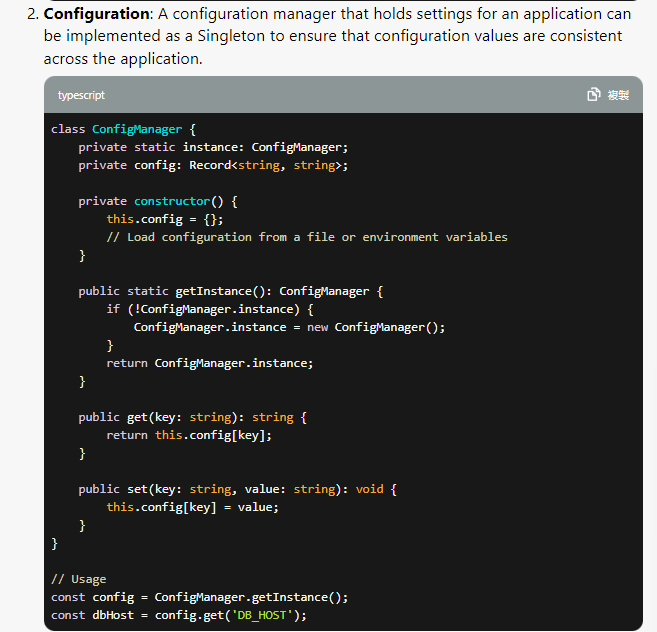 2. Configuration: A configuration manager that holds settings for an application can
be implemented as a Singleton to ensure that configuration values are consistent
across the application.
typescript
複製
class ConfigManager {
    private static instance: ConfigManager;
    private config: Record<string, string>;

    private constructor() {
        this.config = {};
        // Load configuration from a file or environment variables
    }

    public static getInstance(): ConfigManager {
        if (!ConfigManager.instance) {
            ConfigManager.instance = new ConfigManager();
        }
        return ConfigManager.instance;
    }

    public get(key: string): string {
        return this.config[key];
    }

    public set(key: string, value: string): void {
        this.config[key] = value;
    }
}

// Usage
const config = ConfigManager.getInstance();
const dbHost = config.get('DB_HOST');